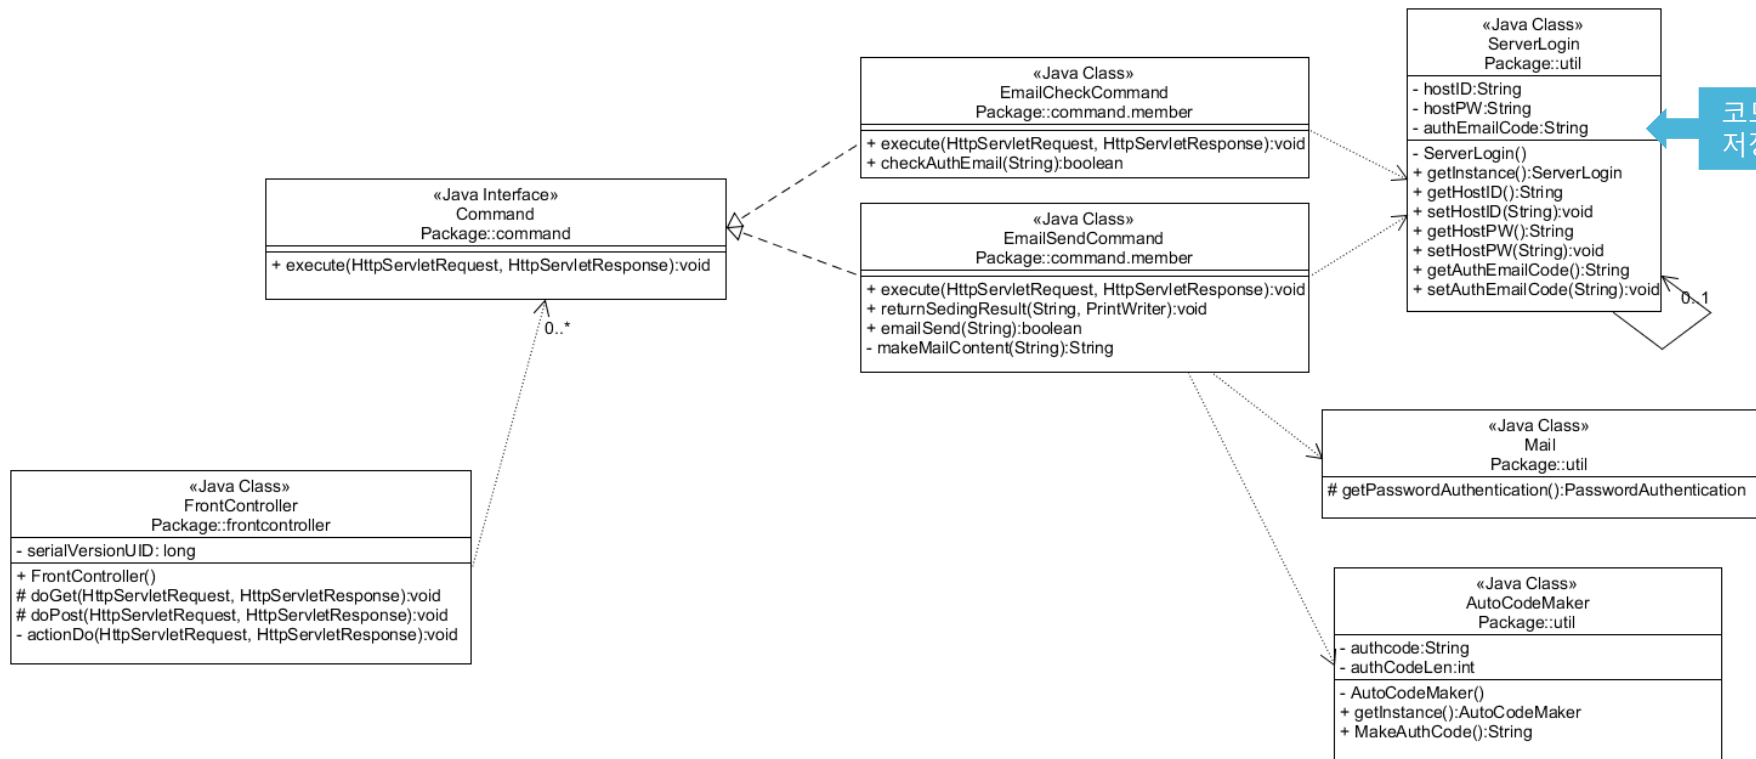 «Java Class»
ServerLogin
Package::util
- hostID:String
- hostPW:String
- authEmailCode:String
- ServerLogin()
+ getInstance():ServerLogin
+ getHostID():String
+ setHostID(String):void
+ getHostPW():String
+ setHostPW(String):void
+ getAuthEmailCode():String
+ setAuthEmailCode(String):void
0..1
«Java Class»
EmailCheckCommand
Package::command.member
+ execute(HttpServletRequest, HttpServletResponse):void
+ checkAuthEmail(String):boolean
«Java Interface»
Command
Package::command
+ execute(HttpServletRequest, HttpServletResponse):void
0..*
«Java Class»
EmailSendCommand
Package::command.member
+ execute(HttpServletRequest, HttpServletResponse):void
+ returnSedingResult(String, PrintWriter):void
+ emailSend(String):boolean
- makeMailContent(String):String
«Java Class»
Mail
Package::util
# getPasswordAuthentication():PasswordAuthentication
«Java Class»
FrontController
Package::frontcontroller
- serialVersionUID: long
+ FrontController()
# doGet(HttpServletRequest, HttpServletResponse):void
# doPost(HttpServletRequest, HttpServletResponse):void
- actionDo(HttpServletRequest, HttpServletResponse):void
«Java Class»
AutoCodeMaker
Package::util
- authcode:String
- authCodeLen:int
- AutoCodeMaker()
+ getInstance():AutoCodeMaker
+ MakeAuthCode():String